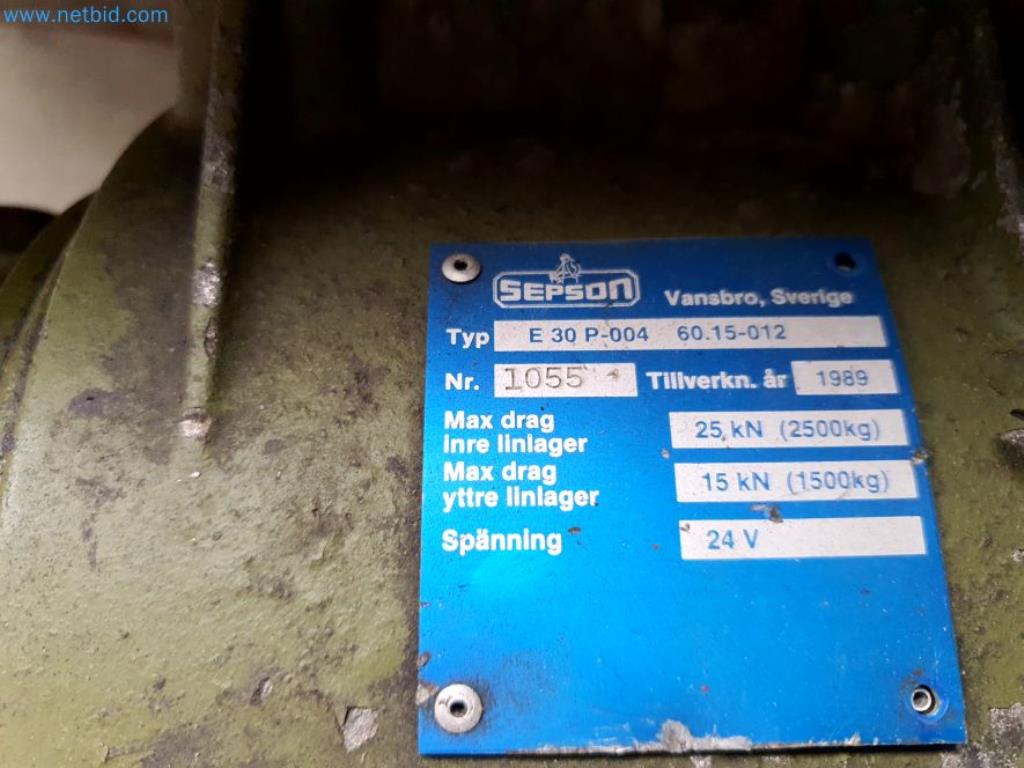 www.netbid.com
SEPSON Vansbro, Sverige
Typ E 30 P-004 60.15-012
Nr. 1055 Tillverkn. år 1989
Max drag
inre linlager 25 kN (2500kg)
Max drag
yttre linlager 15 kN (1500kg)
Spänning 24 V